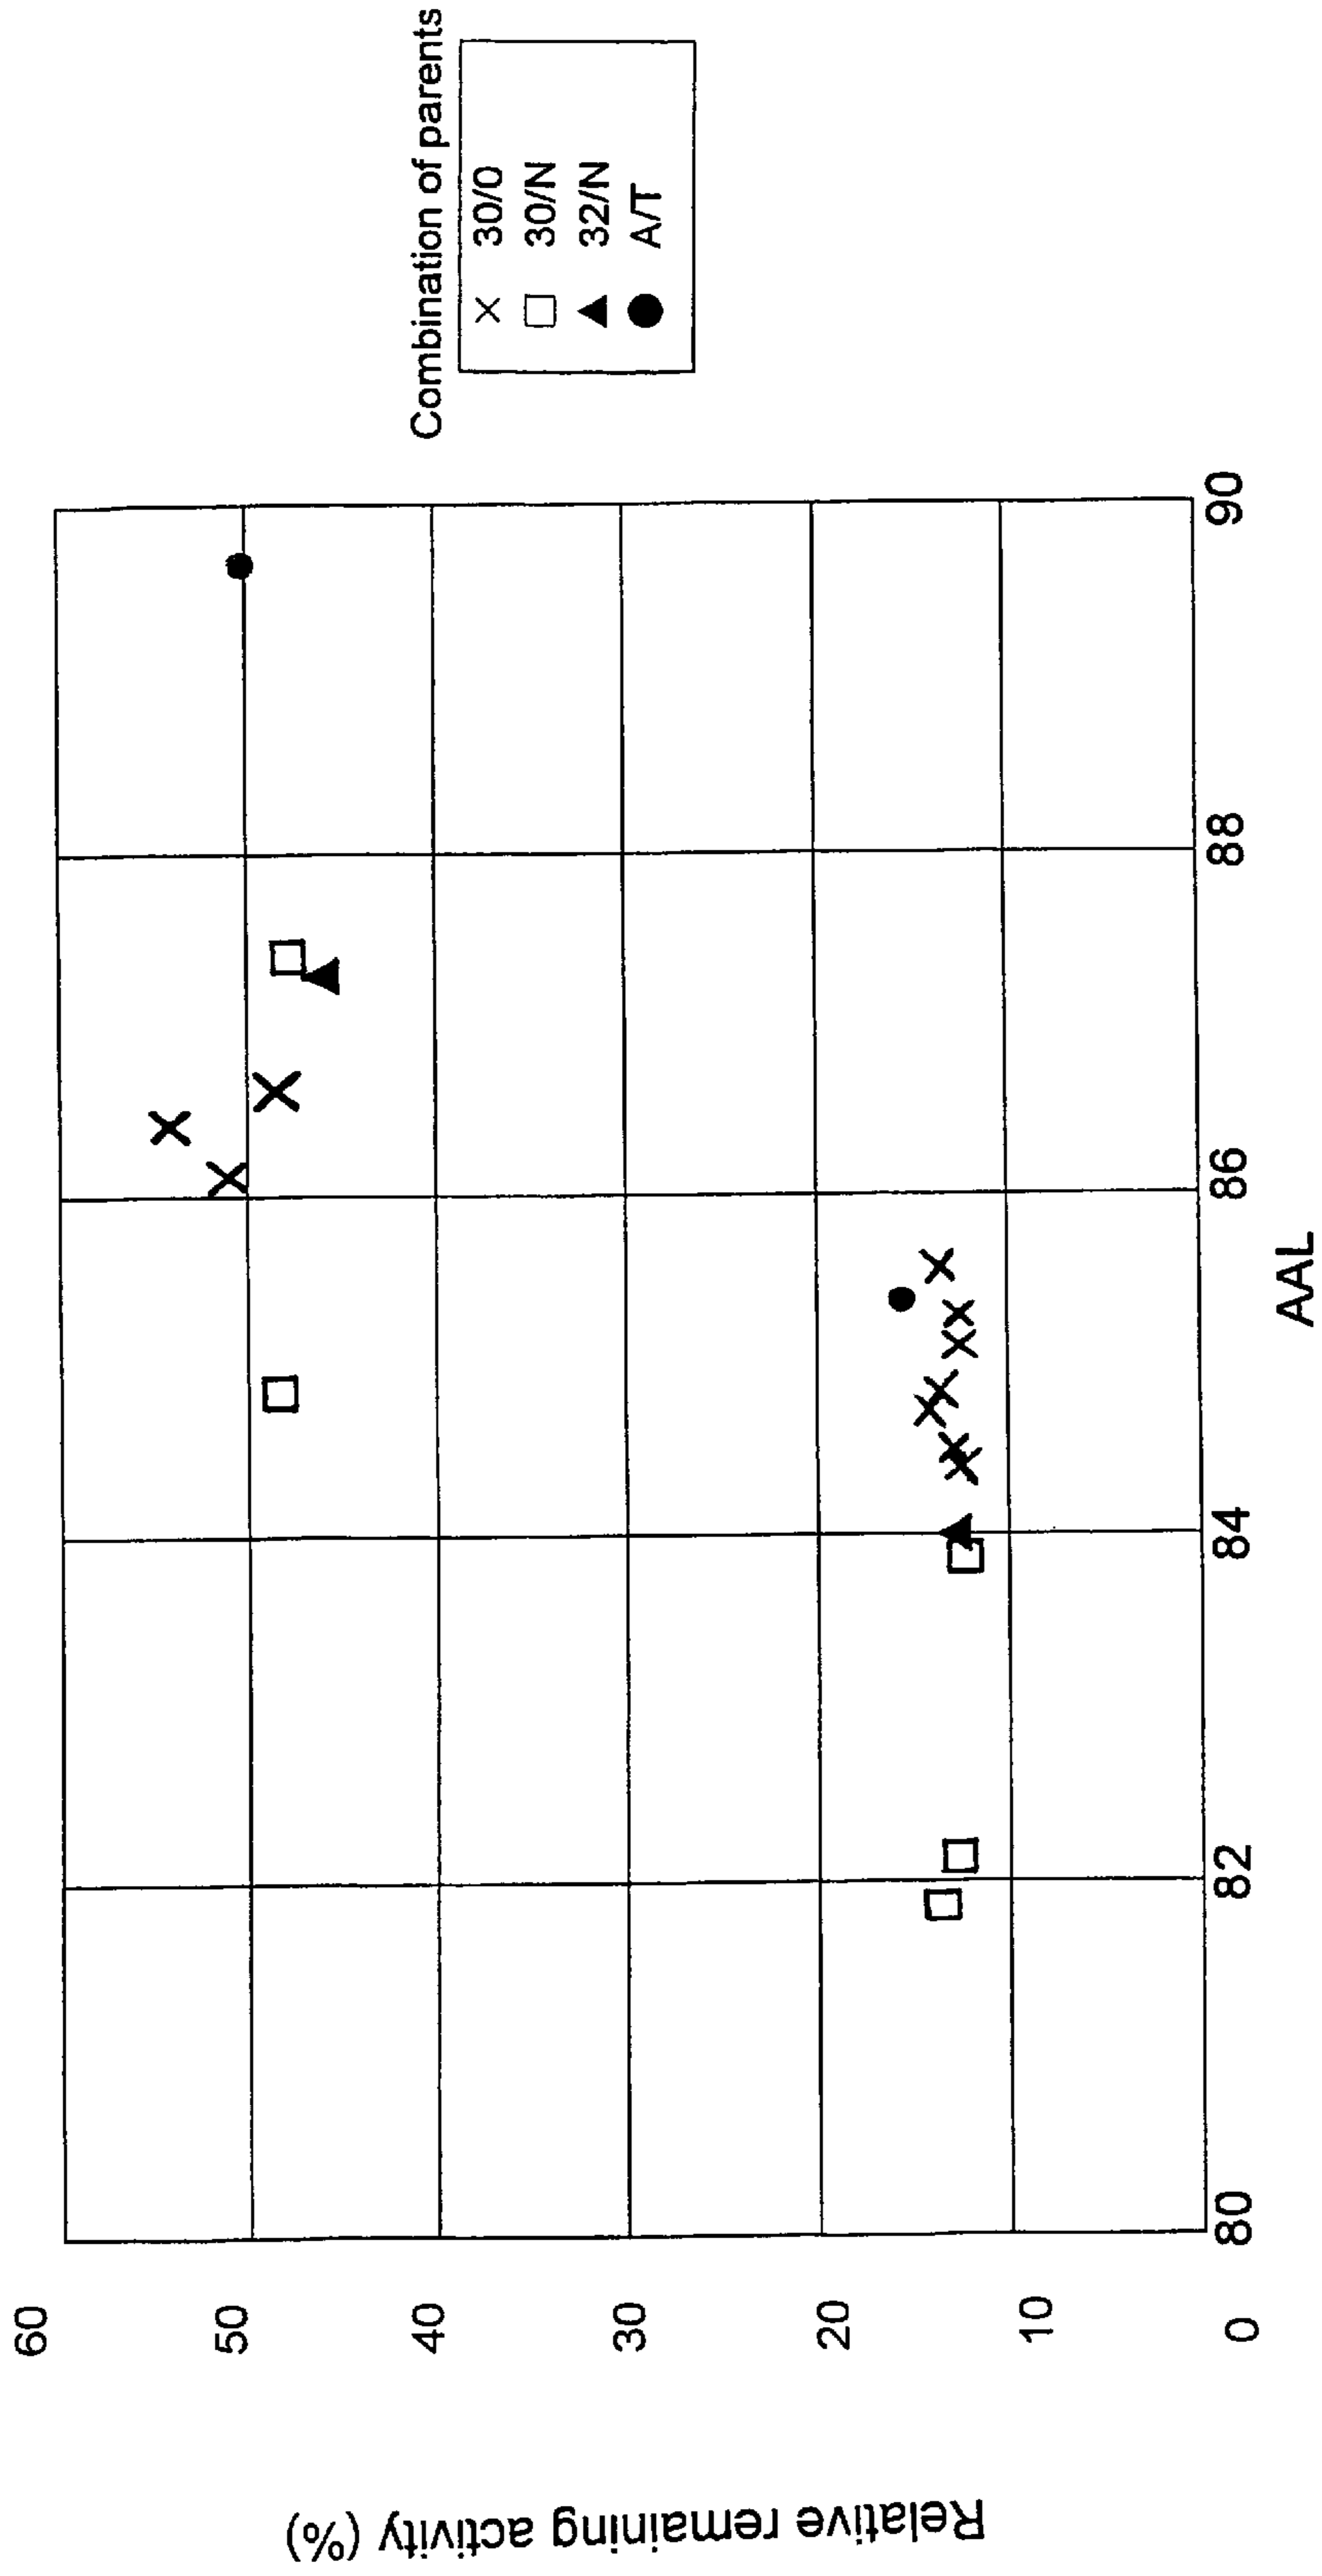 Relative remaining activity (%)
60
50
40
30
20
10
0
80
82
84
86
88
90
AAL
Combination of parents
× 30/O
□ 30/N
▲ 32/N
● A/T